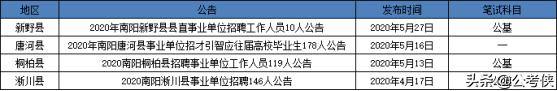 地区 公告 发布时间 笔试科目
新野县 2020年南阳新野县县直事业单位招聘工作人员10人公告 2020年5月27日 公基
唐河县 2020年南阳唐河县事业单位招才引智应往届高校毕业生178人公告 2020年5月16日 —
桐柏县 2020南阳桐柏县招聘事业单位工作人员119人公告 2020年5月13日 公基
淅川县 2020南阳淅川县事业单位招聘146人公告 2020年4月17日
头条@公考侠